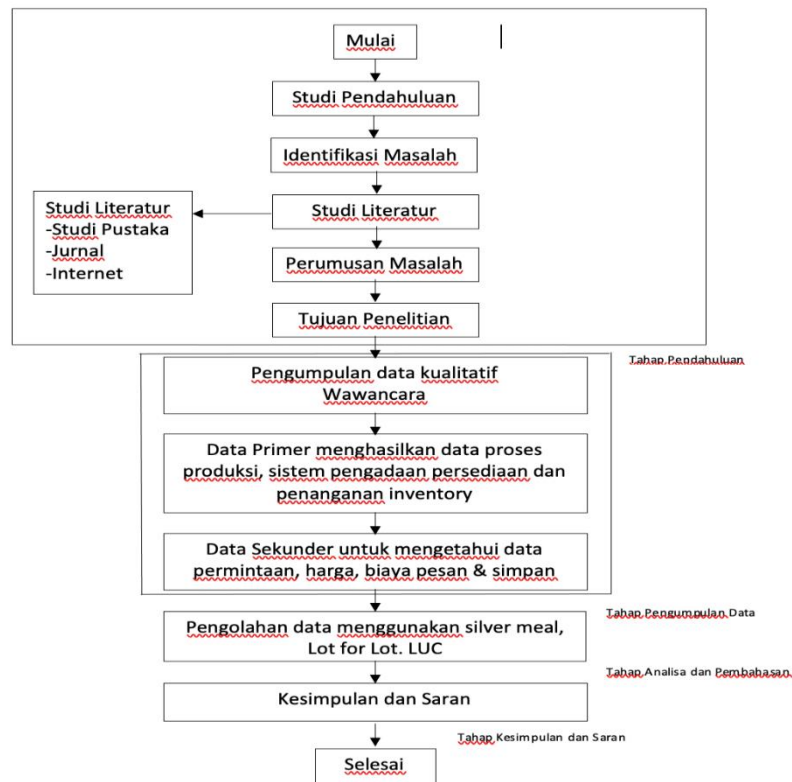 Mulai
Studi Pendahuluan
Identifikasi Masalah
Studi Literatur
-Studi Pustaka
-Jurnal
-Internet
Studi Literatur
Perumusan Masalah
Tujuan Penelitian
Tahap Pendahuluan
Pengumpulan data kualitatif
Wawancara
Data Primer menghasilkan data proses
produksi, sistem pengadaan persediaan dan
penanganan inventory
Data Sekunder untuk mengetahui data
permintaan, harga, biaya pesan & simpan
Tahap Pengumpulan Data
Pengolahan data menggunakan silver meal,
Lot for Lot. LUC
Tahap Analisa dan Pembahasan
Kesimpulan dan Saran
Tahap Kesimpulan dan Saran
Selesai